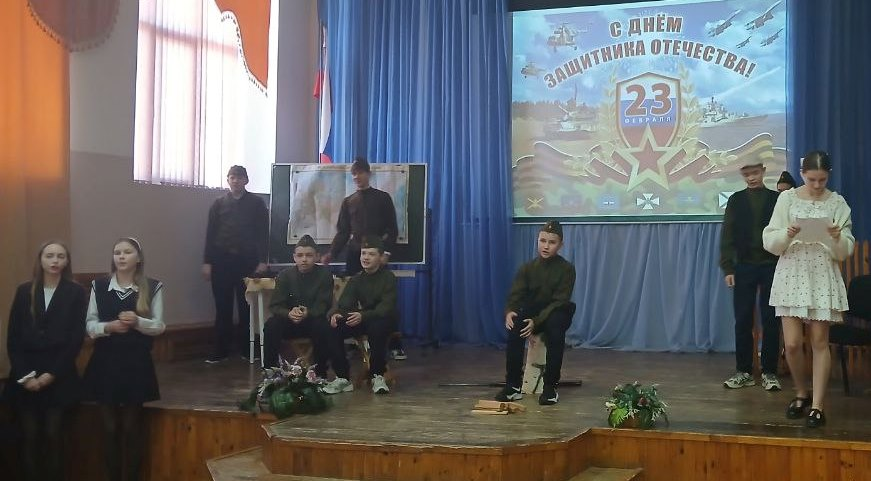 С ДНЁМ
ЗАЩИТНИКА ОТЕЧЕСТВА!
23
ФЕВРАЛЯ